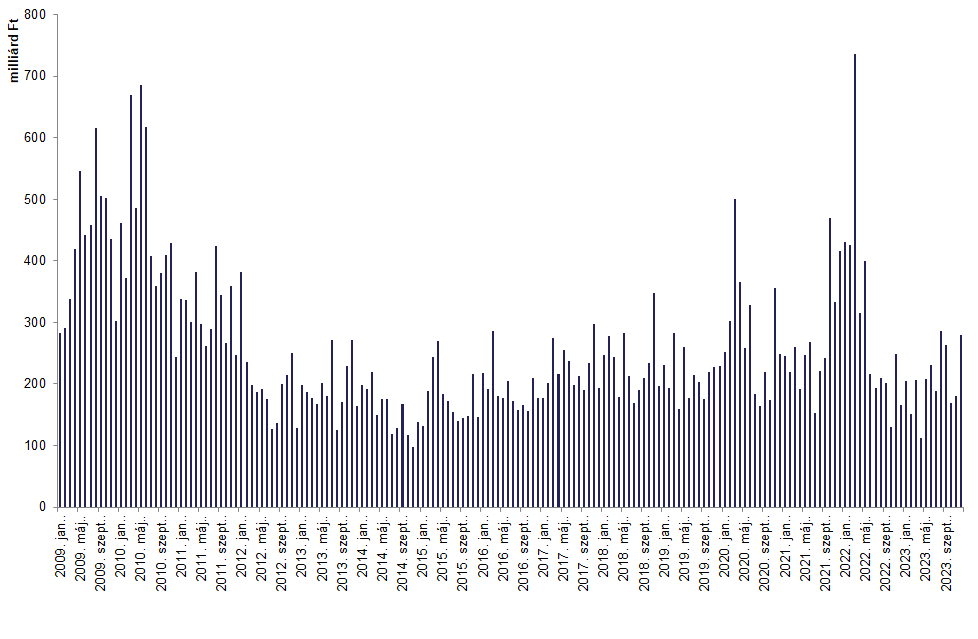 milliárd Ft
800
700
600
500
400
300
200
100
0
2009. jan..
2009. máj..
2009. szept..
2010. jan..
2010. máj..
2010. szept..
2011. jan..
2011. máj..
2011. szept..
2012. jan..
2012. máj..
2012. szept..
2013. jan..
2013. máj..
2013. szept..
2014. jan..
2014. máj..
2014. szept..
2015. jan..
2015. máj..
2015. szept..
2016. jan..
2016. máj..
2016. szept..
2017. jan..
2017. máj..
2017. szept..
2018. jan..
2018. máj..
2018. szept..
2019. jan..
2019. máj..
2019. szept..
2020. jan..
2020. máj..
2020. szept..
2021. jan..
2021. máj..
2021. szept..
2022. jan..
2022. máj..
2022. szept..
2023. jan..
2023. máj..
2023. szept..